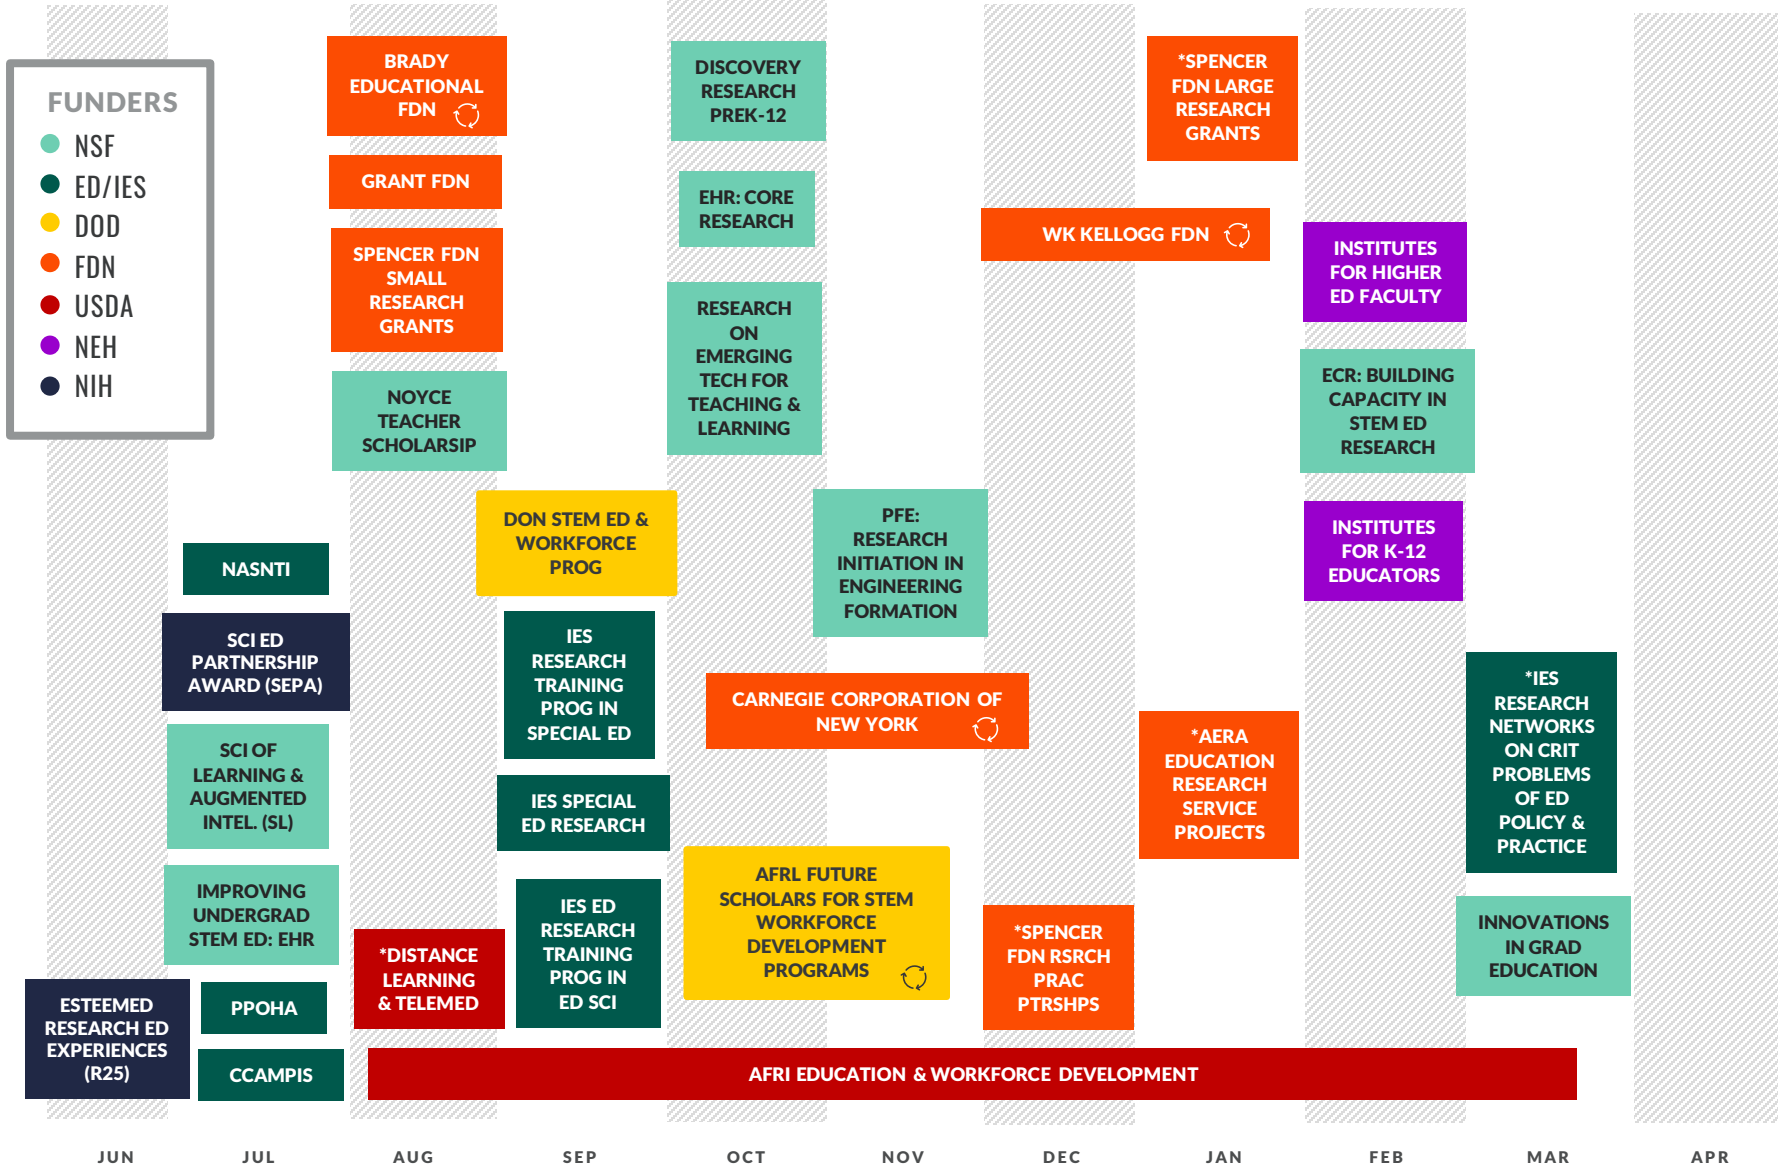 FUNDERS
NSF
ED/IES
DOD
FDN
USDA
NEH
NIH
BRADY
EDUCATIONAL
FDN
GRANT FDN
SPENCER FDN
SMALL
RESEARCH
GRANTS
NOYCE
TEACHER
SCHOLARSIP
DISCOVERY
RESEARCH
PREK-12
EHR: CORE
RESEARCH
RESEARCH
ON
EMERGING
TECH FOR
TEACHING &
LEARNING
*SPENCER
FDN LARGE
RESEARCH
GRANTS
WK KELLOGG FDN
INSTITUTES
FOR HIGHER
ED FACULTY
ECR: BUILDING
CAPACITY IN
STEM ED
RESEARCH
INSTITUTES
FOR K-12
EDUCATORS
NASNTI
SCI ED
PARTNERSHIP
AWARD (SEPA)
SCI OF
LEARNING &
AUGMENTED
INTEL. (SL)
IMPROVING
UNDERGRAD
STEM ED: EHR
ESTEEMED
RESEARCH ED
EXPERIENCES
(R25)
PPOHA
CCAMPIS
DON STEM ED &
WORKFORCE
PROG
IES
RESEARCH
TRAINING
PROG IN
SPECIAL ED
IES SPECIAL
ED RESEARCH
IES ED
RESEARCH
TRAINING
PROG IN
ED SCI
*DISTANCE
LEARNING
& TELEMED
PFE:
RESEARCH
INITIATION IN
ENGINEERING
FORMATION
CARNEGIE CORPORATION OF
NEW YORK
AFRL FUTURE
SCHOLARS FOR STEM
WORKFORCE
DEVELOPMENT
PROGRAMS
*SPENCER
FDN RSRCH
PRAC
PTRSHPS
*AERA
EDUCATION
RESEARCH
SERVICE
PROJECTS
*IES
RESEARCH
NETWORKS
ON CRIT
PROBLEMS
OF ED
POLICY &
PRACTICE
INNOVATIONS
IN GRAD
EDUCATION
AFRI EDUCATION & WORKFORCE DEVELOPMENT
JUN JUL AUG SEP OCT NOV DEC JAN FEB MAR APR